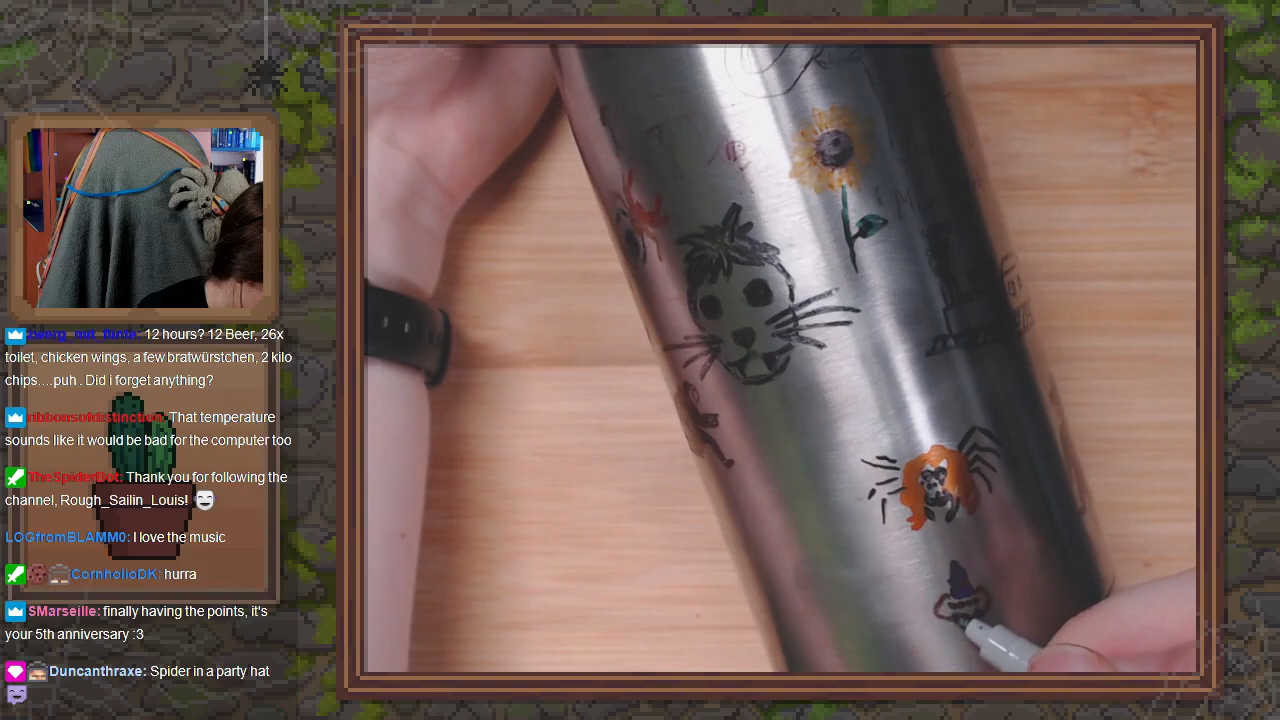 12 hours? 12 Beer, 26x
toilet, chicken wings, a few bratwürstchen, 2 kilo
chips....puh . Did i forget anything?
ribbonsofdistinction: That temperature
sounds like it would be bad for the computer too
TheSpiderBot: Thank you for following the
channel, Rough_Sailin_Louis!
LOGfromBLAMM0: I love the music
CornholioDK: hurra
SMarseille: finally having the points, it's
your 5th anniversary :3
Duncanthraxe: Spider in a party hat